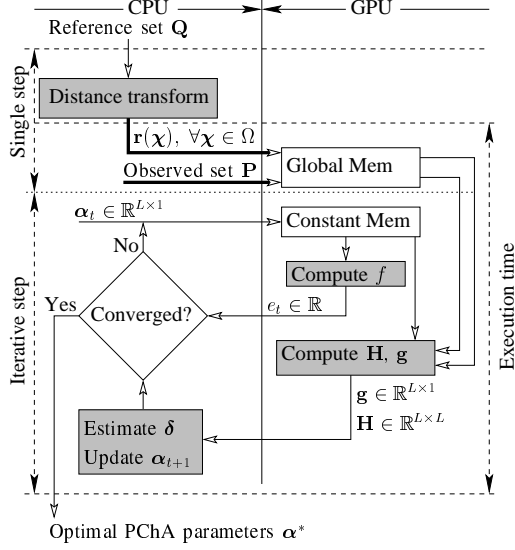 CPU GPU
Reference set Q
Single step
Distance transform
r(χ), ∀χ ∈ Ω
Observed set P
Global Mem
α_t ∈ ℝ^{L×1}
Constant Mem
No
Compute f
Yes
Converged?
e_t ∈ ℝ
Iterative step
Execution time
Compute H, g
g ∈ ℝ^{L×1}
H ∈ ℝ^{L×L}
Estimate δ
Update α_{t+1}
Optimal PChA parameters α*